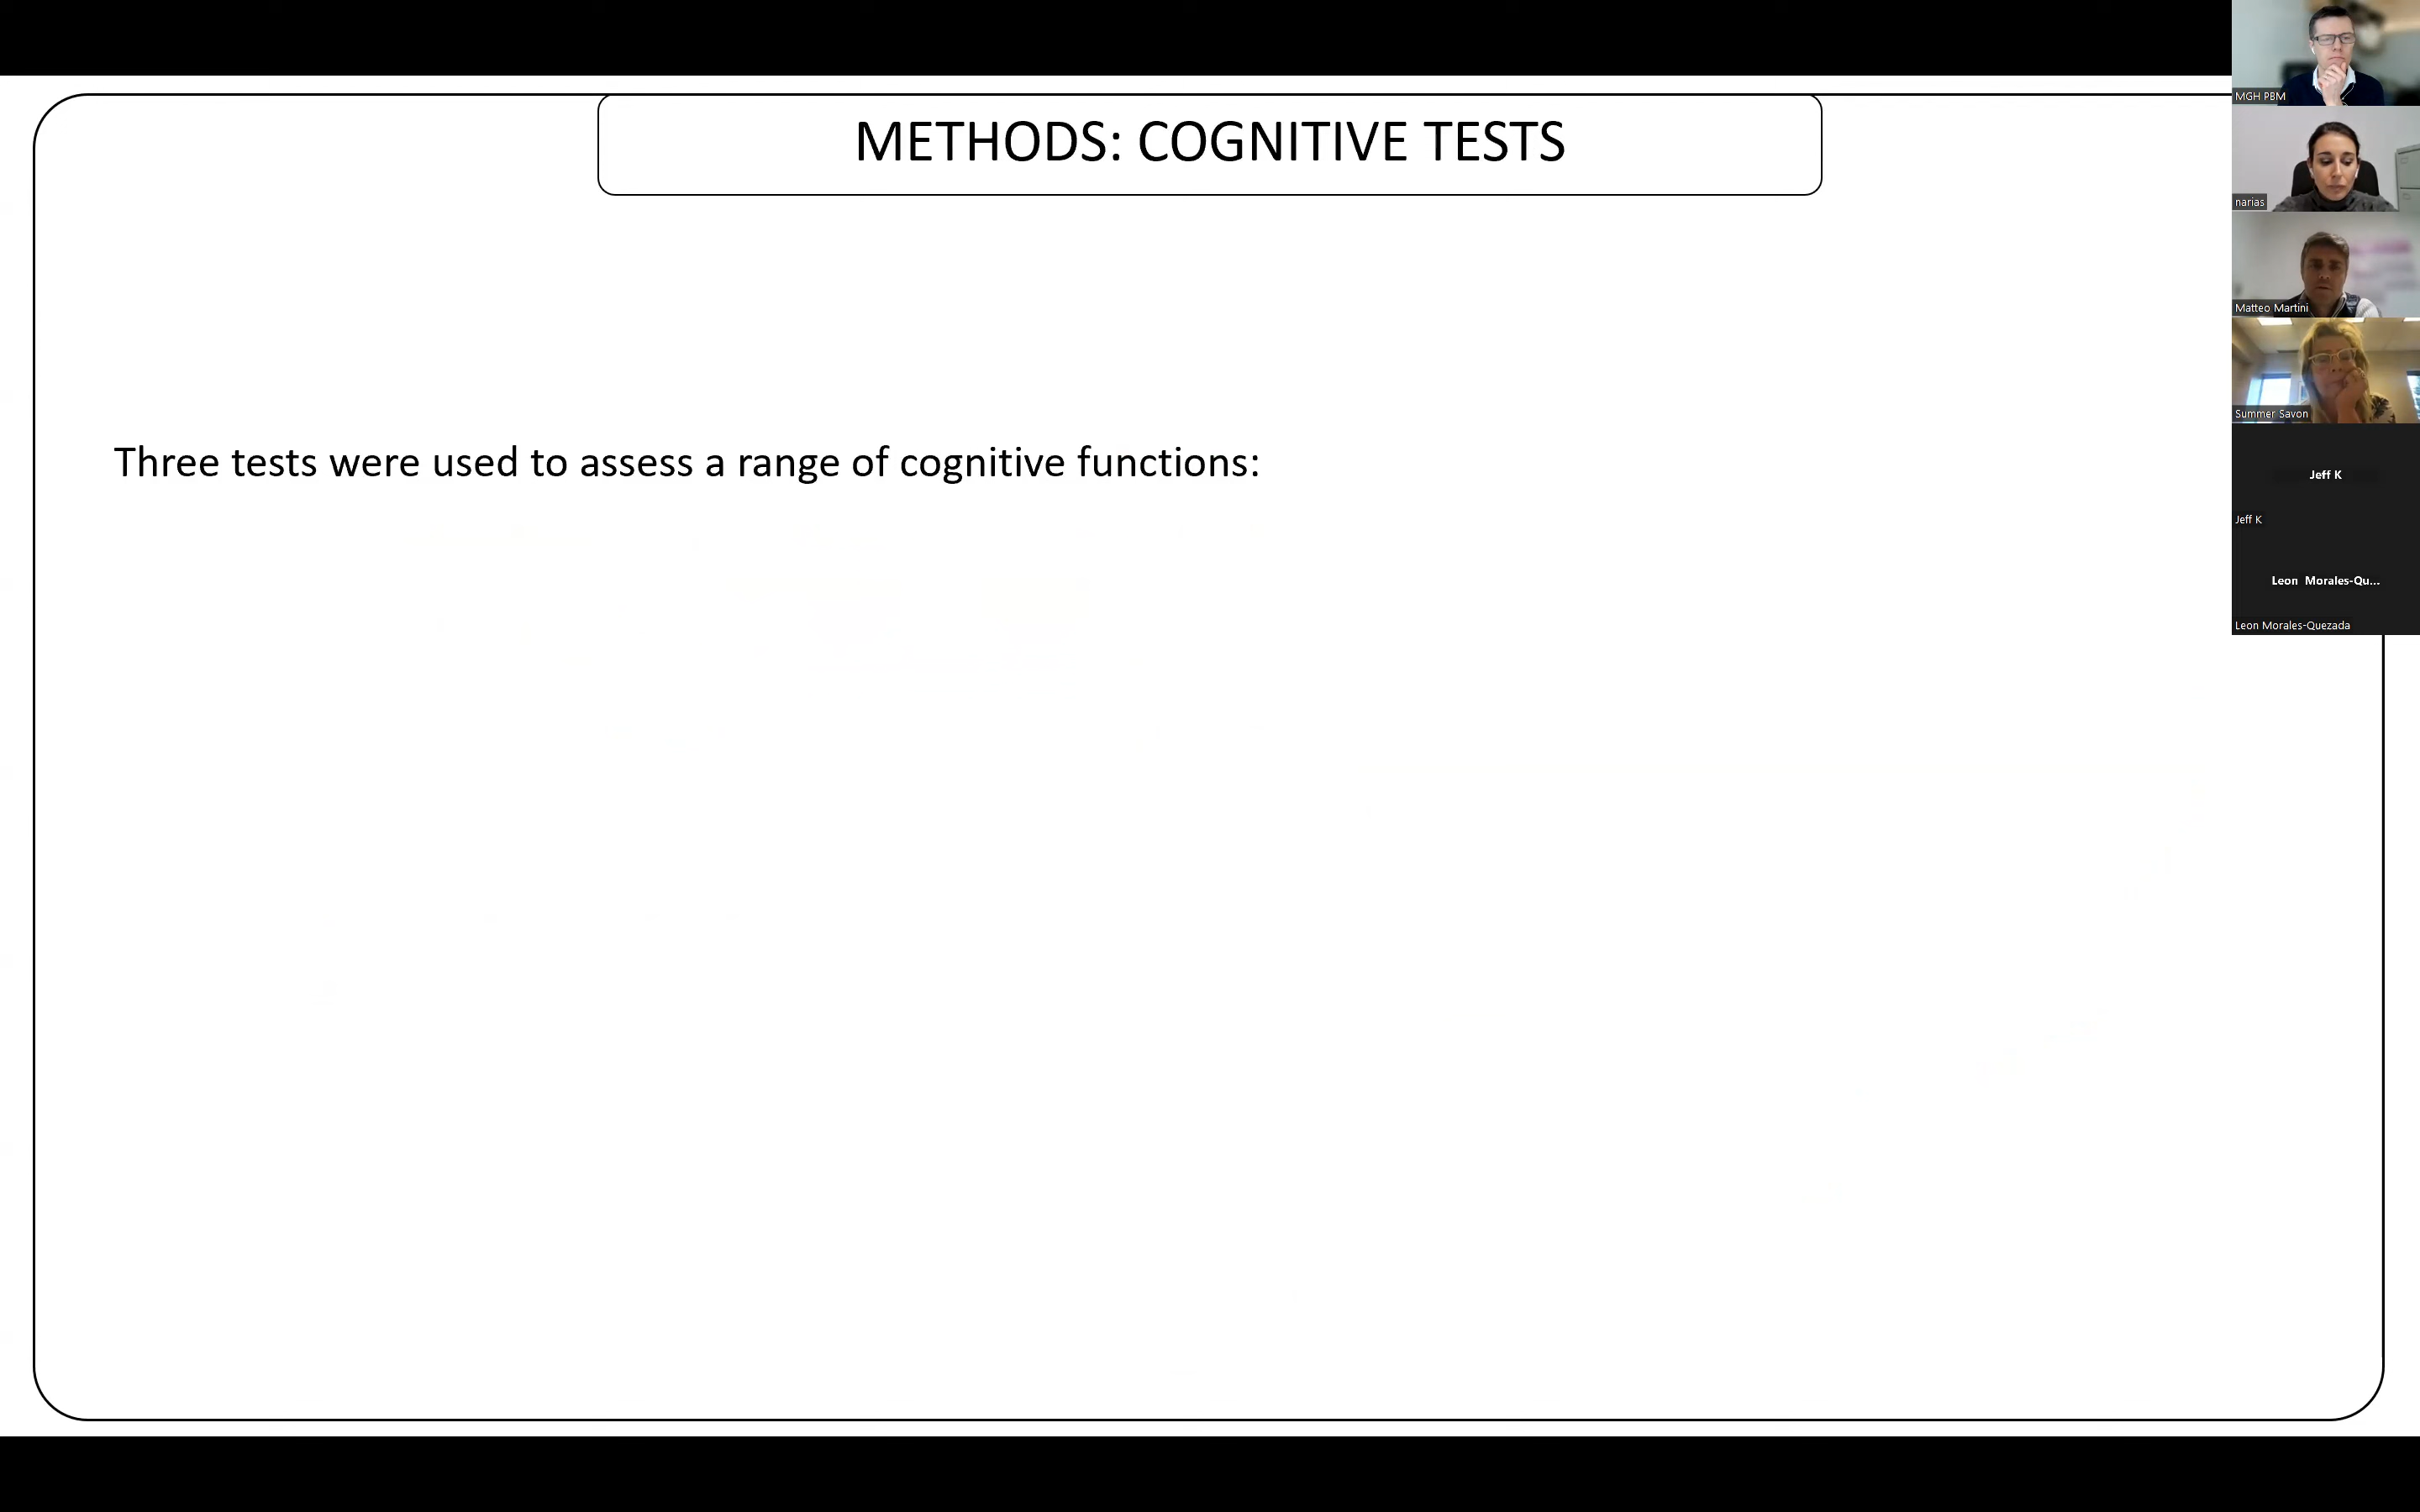 METHODS: COGNITIVE TESTS
Three tests were used to assess a range of cognitive functions:
MGH PBM
narias
Matteo Martini
Summer Savon
Jeff K
Jeff K
Leon Morales-Qu...
Leon Morales-Quezada